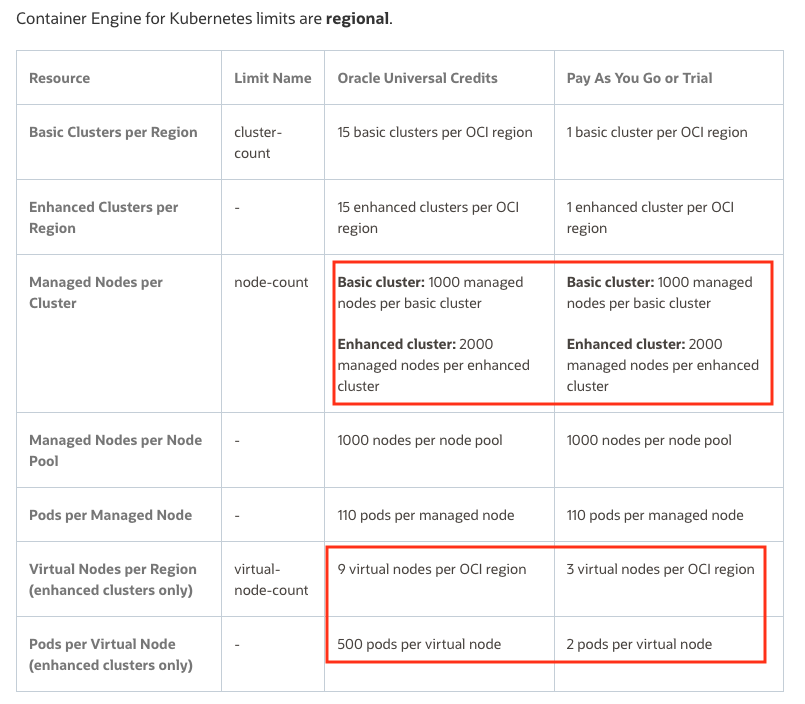 Container Engine for Kubernetes limits are regional.
Resource
Limit Name
Oracle Universal Credits
Pay As You Go or Trial
Basic Clusters per Region
cluster-
count
15 basic clusters per OCI region
1 basic cluster per OCI region
Enhanced Clusters per
Region
-
15 enhanced clusters per OCI
region
1 enhanced cluster per OCI
region
Managed Nodes per
Cluster
node-count
Basic cluster: 1000 managed
nodes per basic cluster
Enhanced cluster: 2000
managed nodes per enhanced
cluster
Basic cluster: 1000 managed
nodes per basic cluster
Enhanced cluster: 2000
managed nodes per enhanced
cluster
Managed Nodes per Node
Pool
-
1000 nodes per node pool
1000 nodes per node pool
Pods per Managed Node
-
110 pods per managed node
110 pods per managed node
Virtual Nodes per Region
(enhanced clusters only)
virtual-
node-count
9 virtual nodes per OCI region
3 virtual nodes per OCI region
Pods per Virtual Node
(enhanced clusters only)
-
500 pods per virtual node
2 pods per virtual node